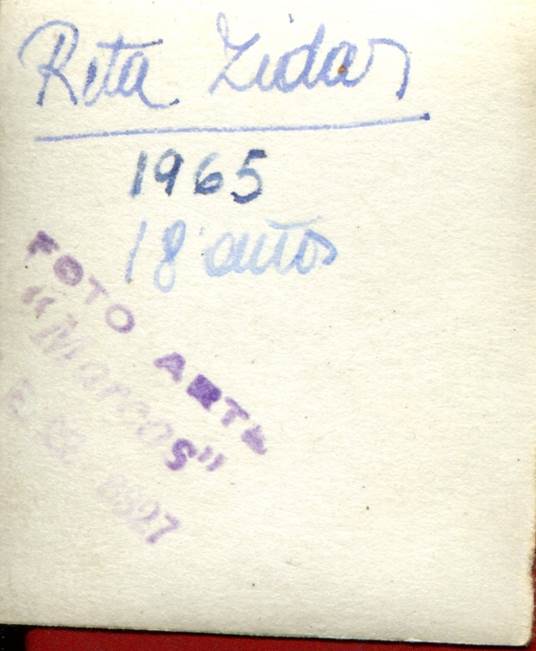 Rita Zidar
1965
18 años
FOTO ARTE
"Marcos"